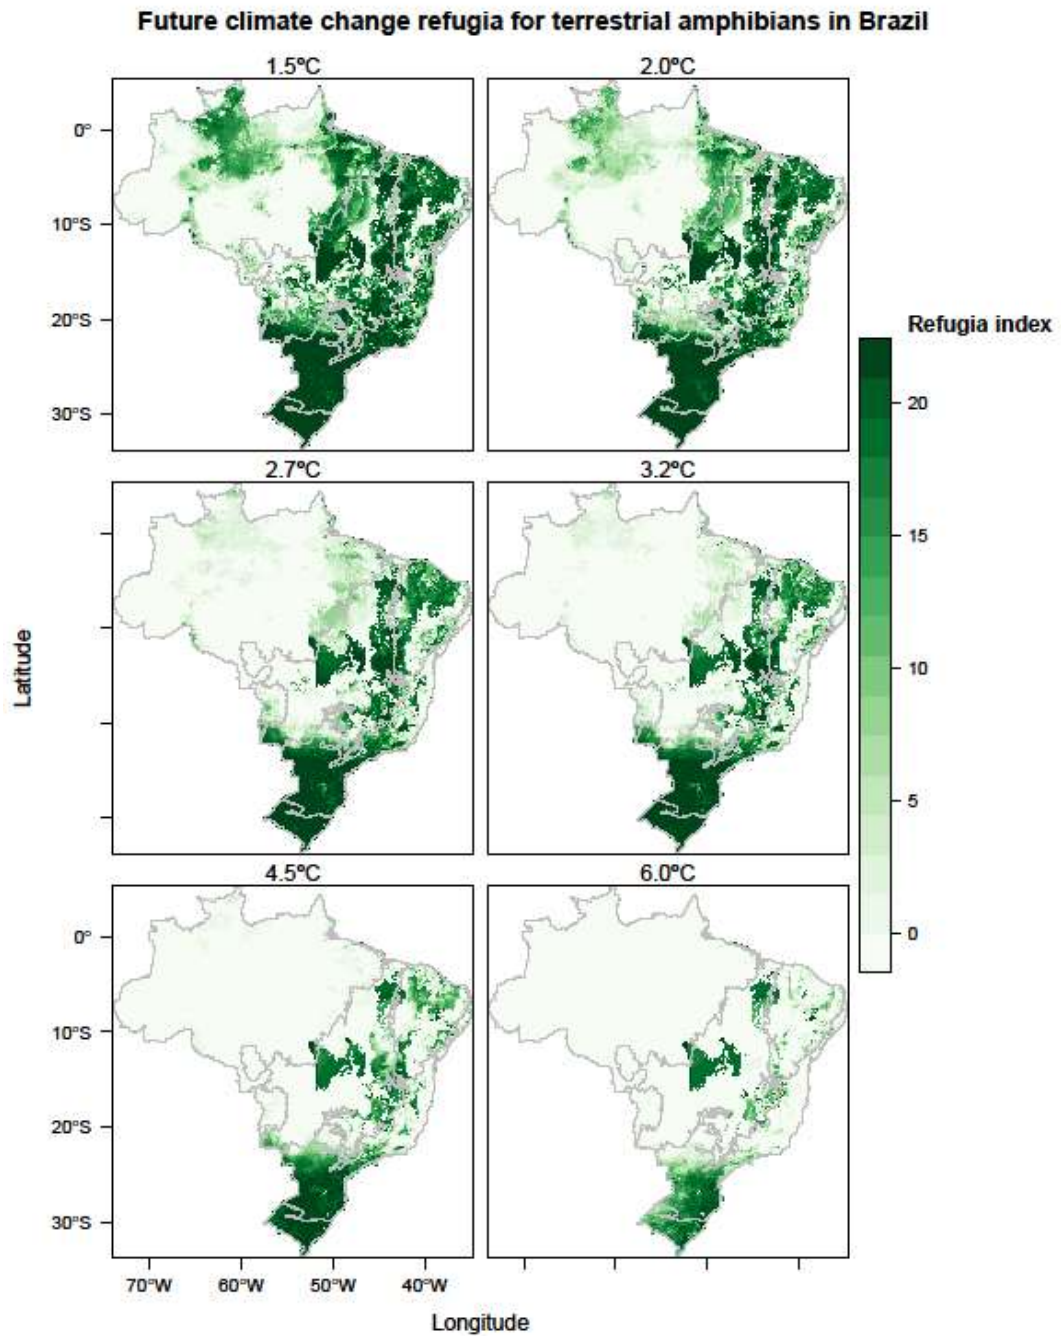 Future climate change refugia for terrestrial amphibians in Brazil
1.5ºC
2.0ºC
0°
10°S
20°S
30°S
Refugia index
20
15
10
5
0
2.7ºC
3.2ºC
Latitude
4.5ºC
6.0ºC
0°
10°S
20°S
30°S
70°W
60°W
50°W
40°W
Longitude